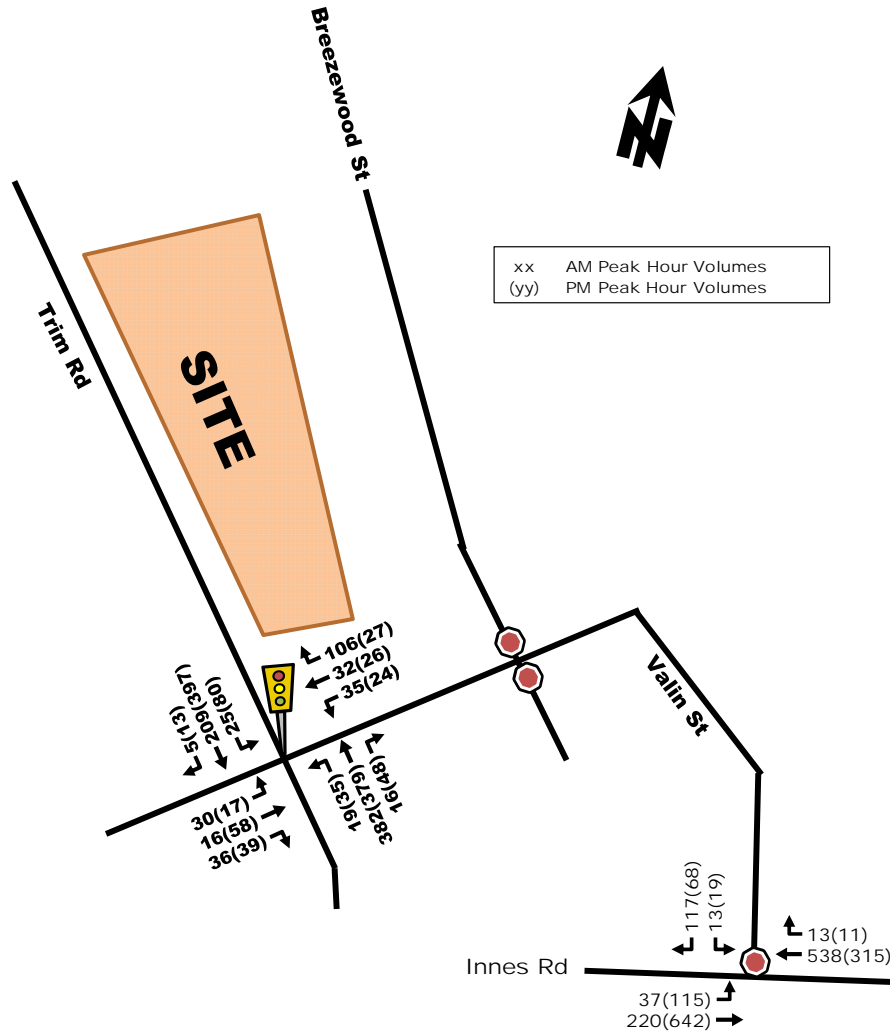 Breezewood St
N
xx AM Peak Hour Volumes
(yy) PM Peak Hour Volumes
Trim Rd
SITE
106(27)
32(26)
35(24)
5(13)
209(397)
25(80)
30(17)
16(58)
36(39)
19(35)
382(379)
16(48)
Valin St
117(68)
13(19)
13(11)
538(315)
Innes Rd
37(115)
220(642)